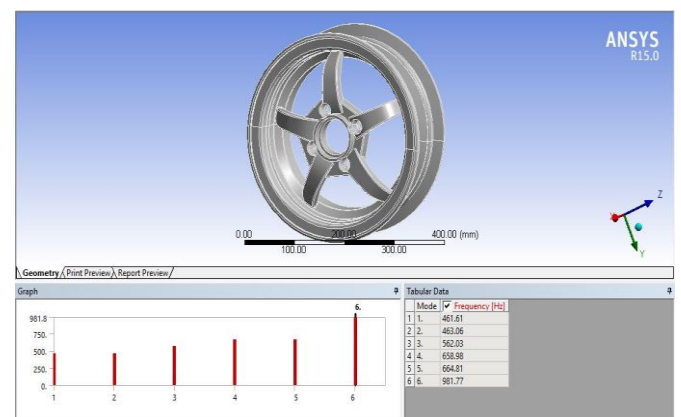 ANSYS
R15.0
Z
Y
0.00 200.00 400.00 (mm)
100.00 300.00
Geometry Print Preview Report Preview
Graph
6.
981.8
750.
500.
250.
0.
1 2 3 4 5 6
Tabular Data
Mode Frequency [Hz]
1 1. 461.61
2 2. 463.06
3 3. 562.03
4 4. 658.98
5 5. 664.81
6 6. 981.77